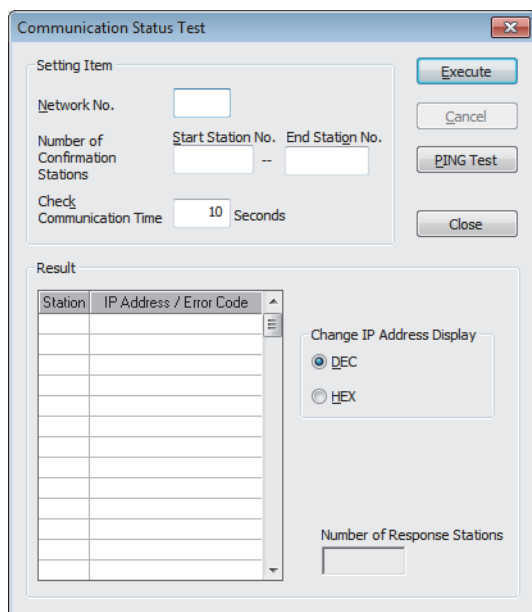 Communication Status Test
Setting Item
Network No.
Number of
Confirmation
Stations
Start Station No.
End Station No.
--
Check
Communication Time
10
Seconds
Execute
Cancel
PING Test
Close
Result
Station
IP Address / Error Code
Change IP Address Display
DEC
HEX
Number of Response Stations